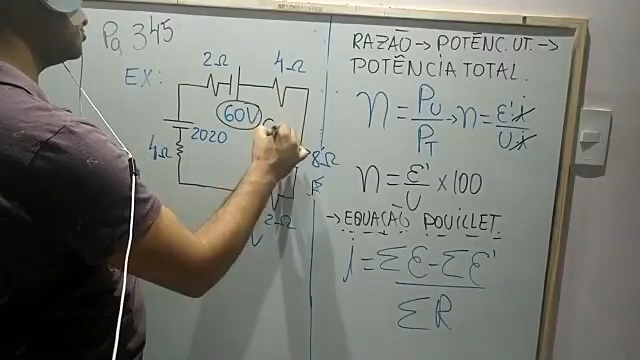 Pg 345
EX:
2Ω
4Ω
60V
2020
4Ω
8Ω
2Ω
RAZÃO → POTÊNC. UT. →
POTÊNCIA TOTAL.
η = PU/PT → η = ε' i/U i
η = ε'/U × 100
→ EQUAÇÃO POUILLET.
i = Σε - Σε'/ΣR